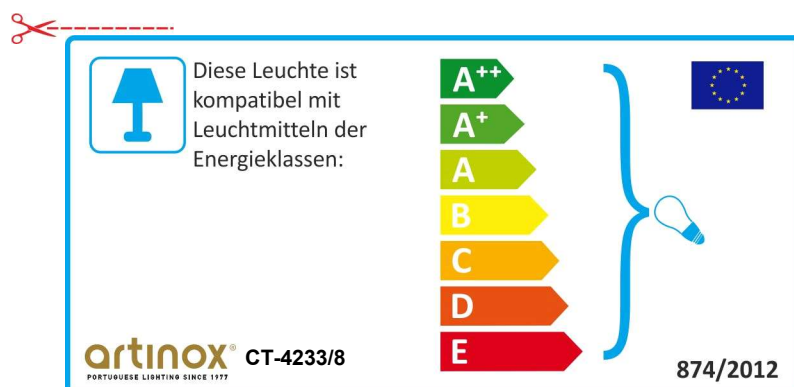 Diese Leuchte ist
kompatibel mit
Leuchtmitteln der
Energieklassen:
A++
A+
A
B
C
D
E
artinox®
PORTUGUESE LIGHTING SINCE 1977
CT-4233/8
874/2012